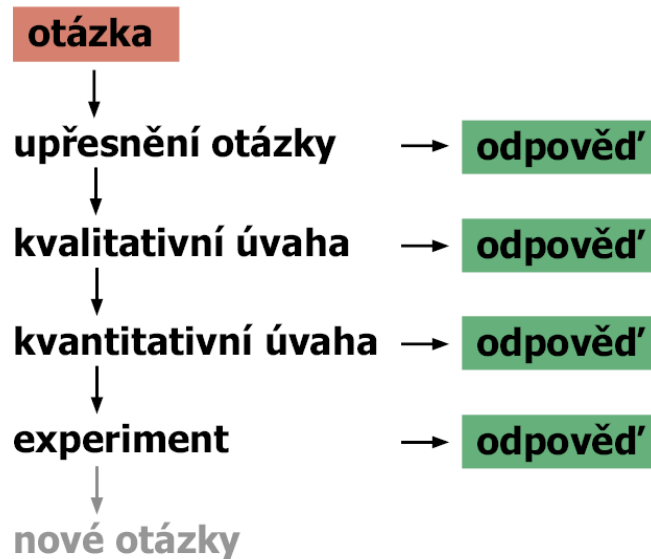 otázka
upřesnění otázky
odpověď
kvalitativní úvaha
odpověď
kvantitativní úvaha
odpověď
experiment
odpověď
nové otázky